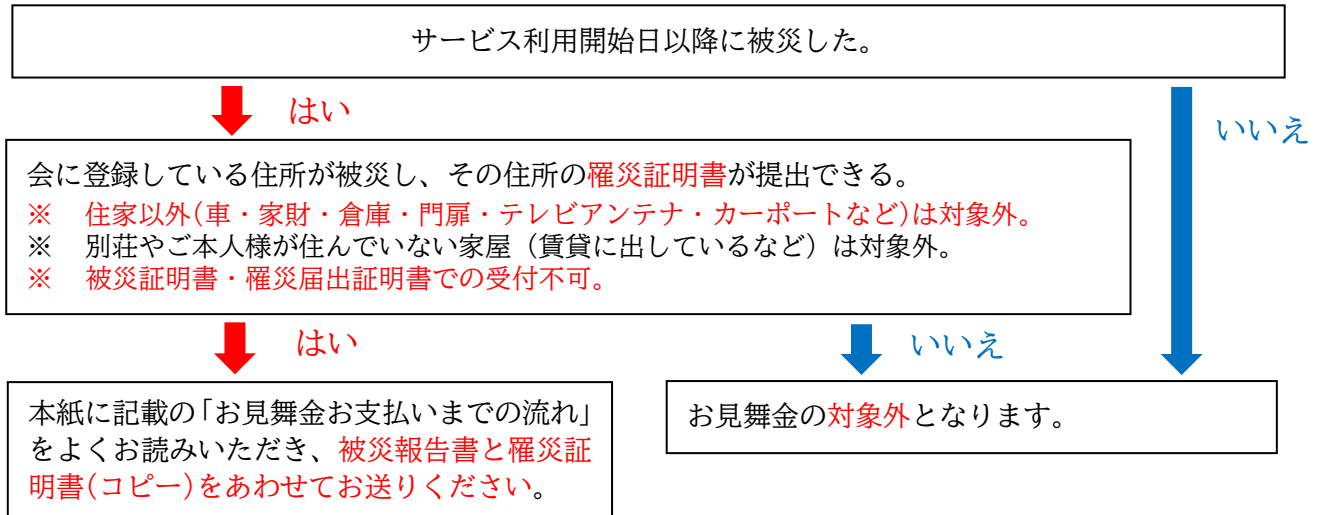 サービス利用開始日以降に被災した。
はい
いいえ
会に登録している住所が被災し、その住所の罹災証明書が提出できる。
※　住家以外(車・家財・倉庫・門扉・テレビアンテナ・カーポートなど)は対象外。
※　別荘やご本人様が住んでいない家屋（賃貸に出しているなど）は対象外。
※　被災証明書・罹災届出証明書での受付不可。
はい
いいえ
本紙に記載の「お見舞金お支払いまでの流れ」
をよくお読みいただき、被災報告書と罹災証
明書(コピー)をあわせてお送りください。
お見舞金の対象外となります。